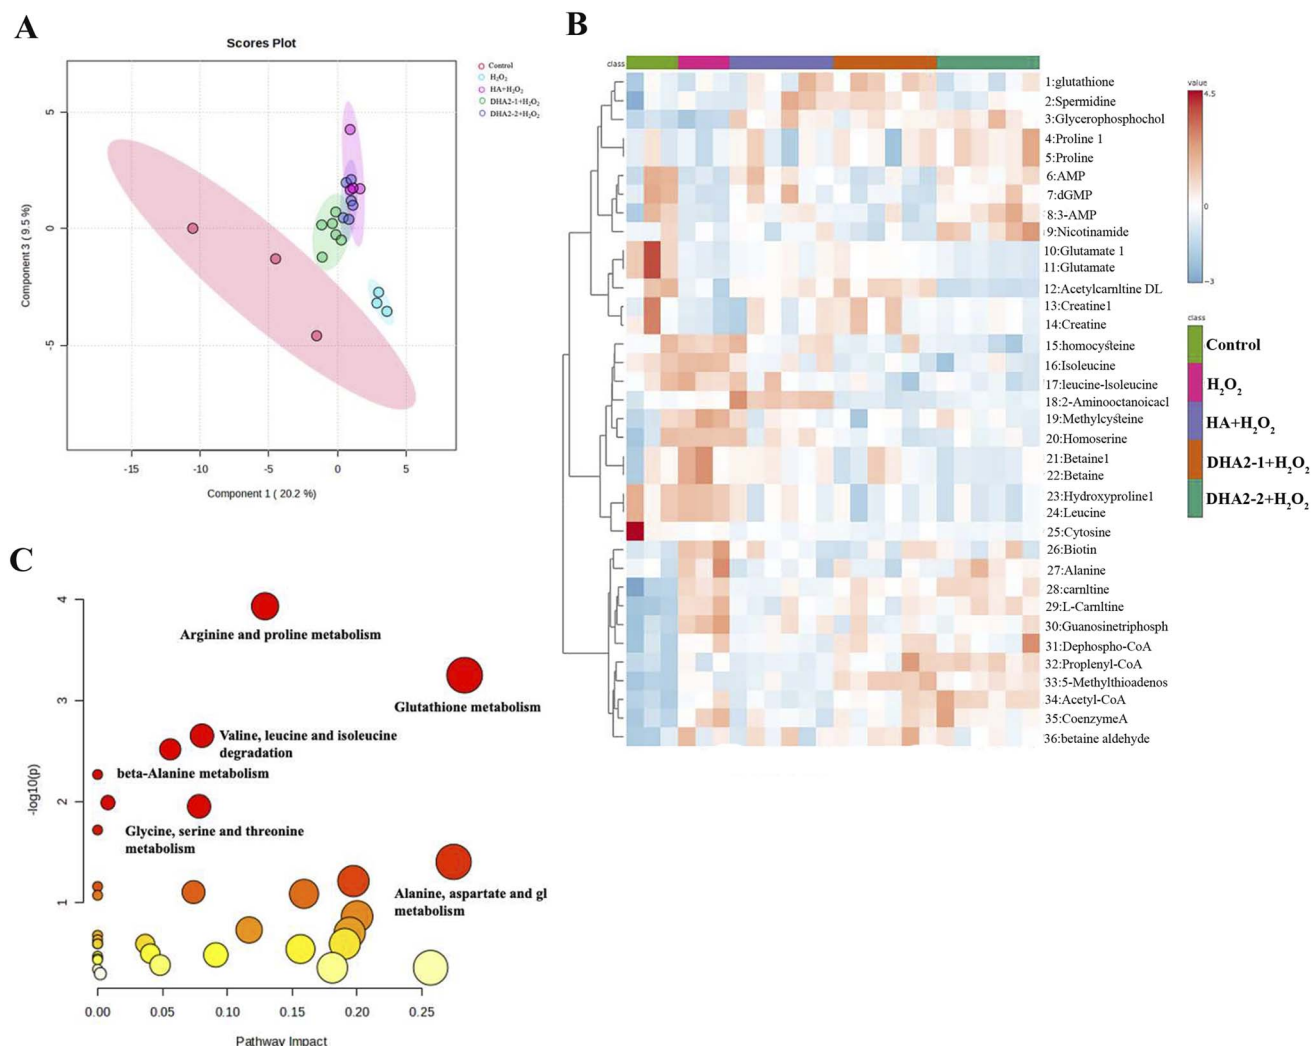 A
Scores Plot
Control
H₂O₂
HA+H₂O₂
DHA2-1+H₂O₂
DHA2-2+H₂O₂
5
0
-5
Component 3 ( 9.5 %)
-15
-10
-5
0
5
Component 1 ( 20.2 %)
B
class
1:glutathione
2:Spermidine
3:Glycerophosphochol
4:Proline 1
5:Proline
6:AMP
7:dGMP
8:3-AMP
9:Nicotinamide
10:Glutamate 1
11:Glutamate
12:Acetylcarnltine DL
13:Creatine1
14:Creatine
15:homocysteine
16:Isoleucine
17:leucine-Isoleucine
18:2-Aminooctanoicacl
19:Methylcysteine
20:Homoserine
21:Betaine1
22:Betaine
23:Hydroxyproline1
24:Leucine
25:Cytosine
26:Biotin
27:Alanine
28:carnltine
29:L-Carnltine
30:Guanosinetriphosph
31:Dephospho-CoA
32:Proplenyl-CoA
33:5-Methylthioadenos
34:Acetyl-CoA
35:CoenzymeA
36:betaine aldehyde
value
4.5
0
-3
class
Control
H₂O₂
HA+H₂O₂
DHA2-1+H₂O₂
DHA2-2+H₂O₂
C
4
3
2
1
-log10(p)
Arginine and proline metabolism
Glutathione metabolism
Valine, leucine and isoleucine
degradation
beta-Alanine metabolism
Glycine, serine and threonine
metabolism
Alanine, aspartate and gl
metabolism
0.00
0.05
0.10
0.15
0.20
0.25
Pathway Impact